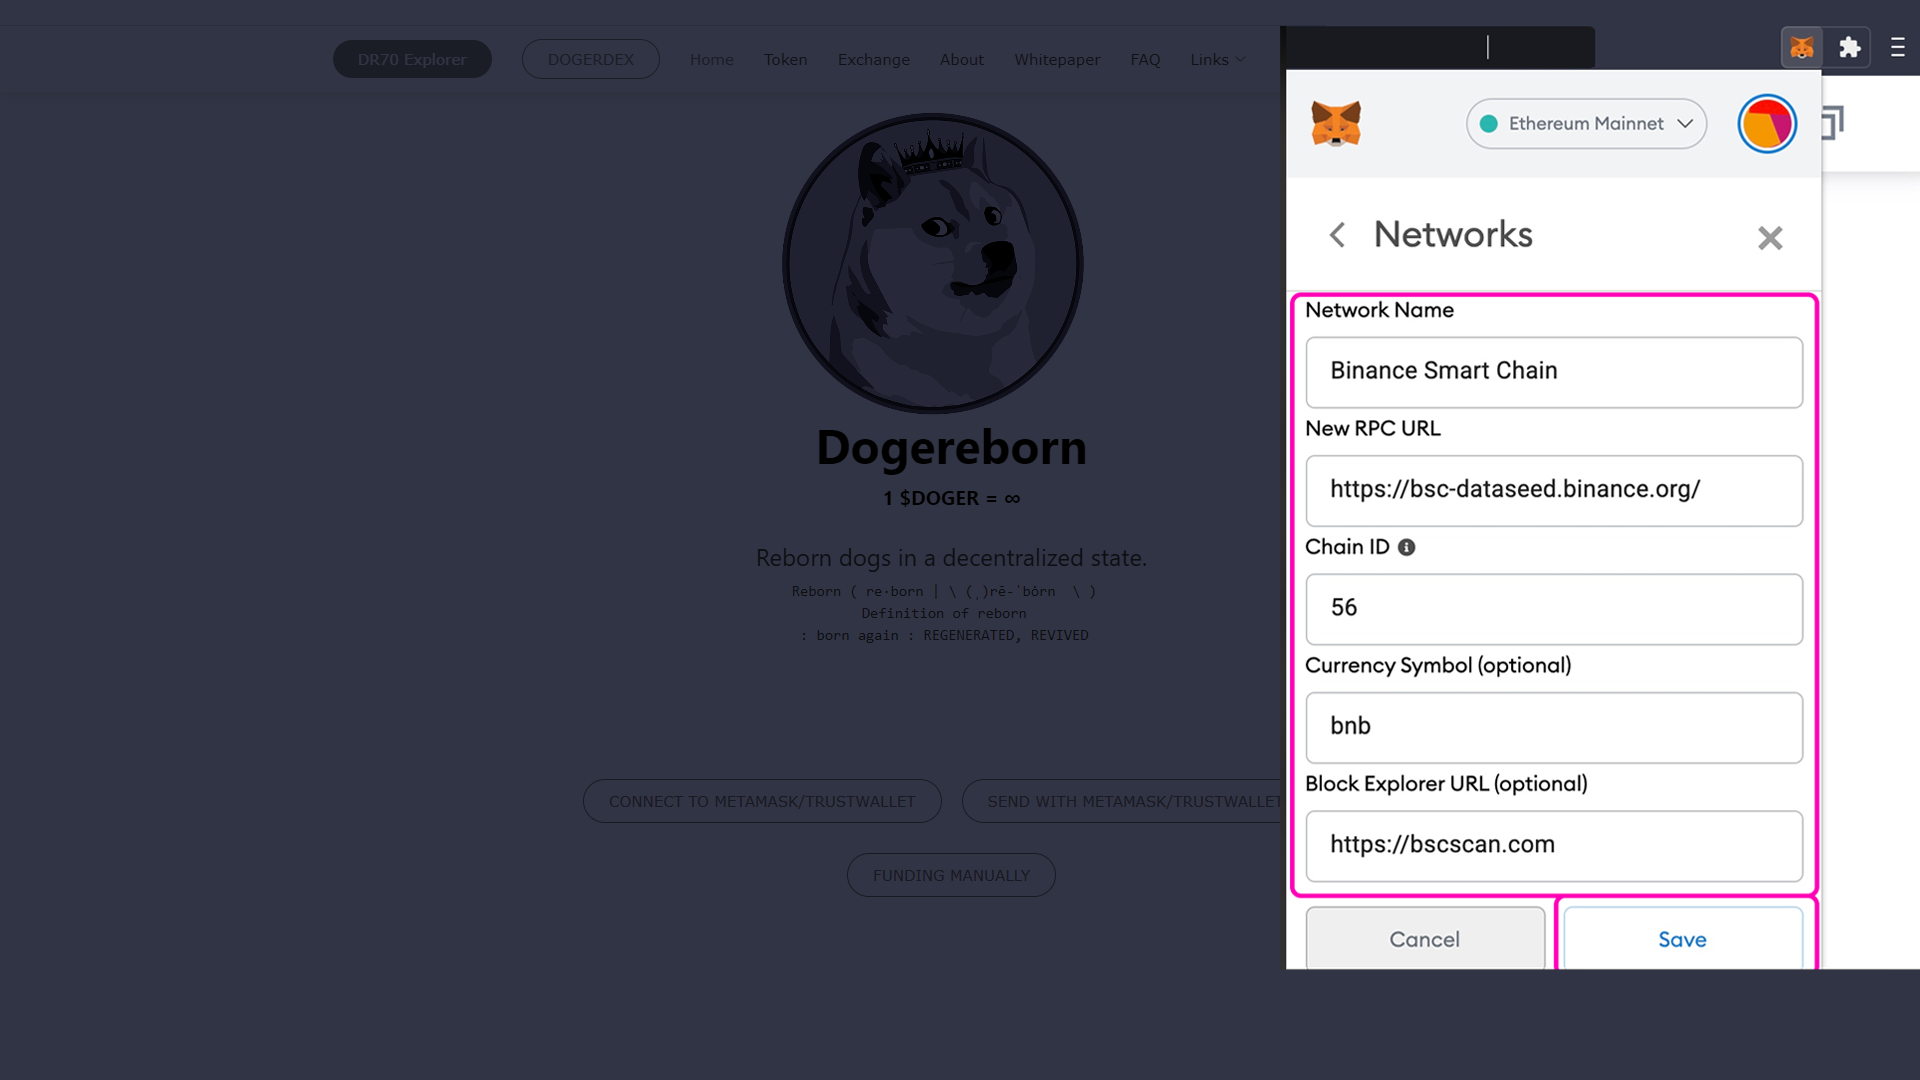 DR70 Explorer
DOGERDEX
Home
Token
Exchange
About
Whitepaper
FAQ
Links
Dogereborn
1 $DOGER = ∞
Reborn dogs in a decentralized state.
Reborn ( re·born | \ (ˌ)rē-ˈbȯrn  \ )
Definition of reborn
: born again : REGENERATED, REVIVED
CONNECT TO METAMASK/TRUSTWALLET
SEND WITH METAMASK/TRUSTWALLET
FUNDING MANUALLY
Ethereum Mainnet
Networks
Network Name
Binance Smart Chain
New RPC URL
https://bsc-dataseed.binance.org/
Chain ID
56
Currency Symbol (optional)
bnb
Block Explorer URL (optional)
https://bscscan.com
Cancel
Save